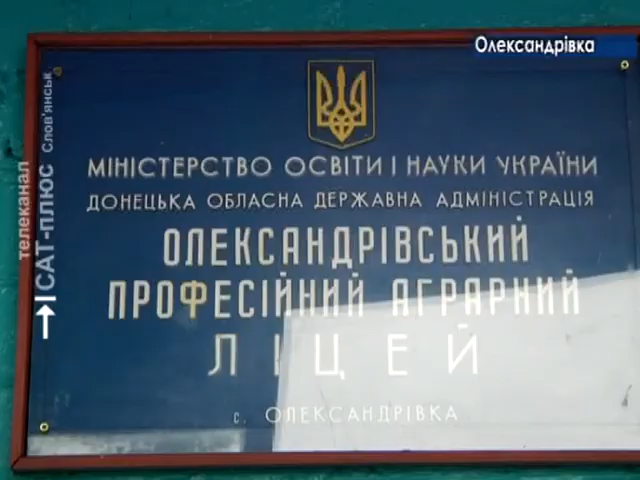 Олександрівка
МІНІСТЕРСТВО ОСВІТИ І НАУКИ УКРАЇНИ
ДОНЕЦЬКА ОБЛАСНА ДЕРЖАВНА АДМІНІСТРАЦІЯ
ОЛЕКСАНДРІВСЬКИЙ
ПРОФЕСІЙНИЙ АГРАРНИЙ
ЛІЦЕЙ
с. ОЛЕКСАНДРІВКА
телеканал
САТ-ПЛЮС Слов'янськ